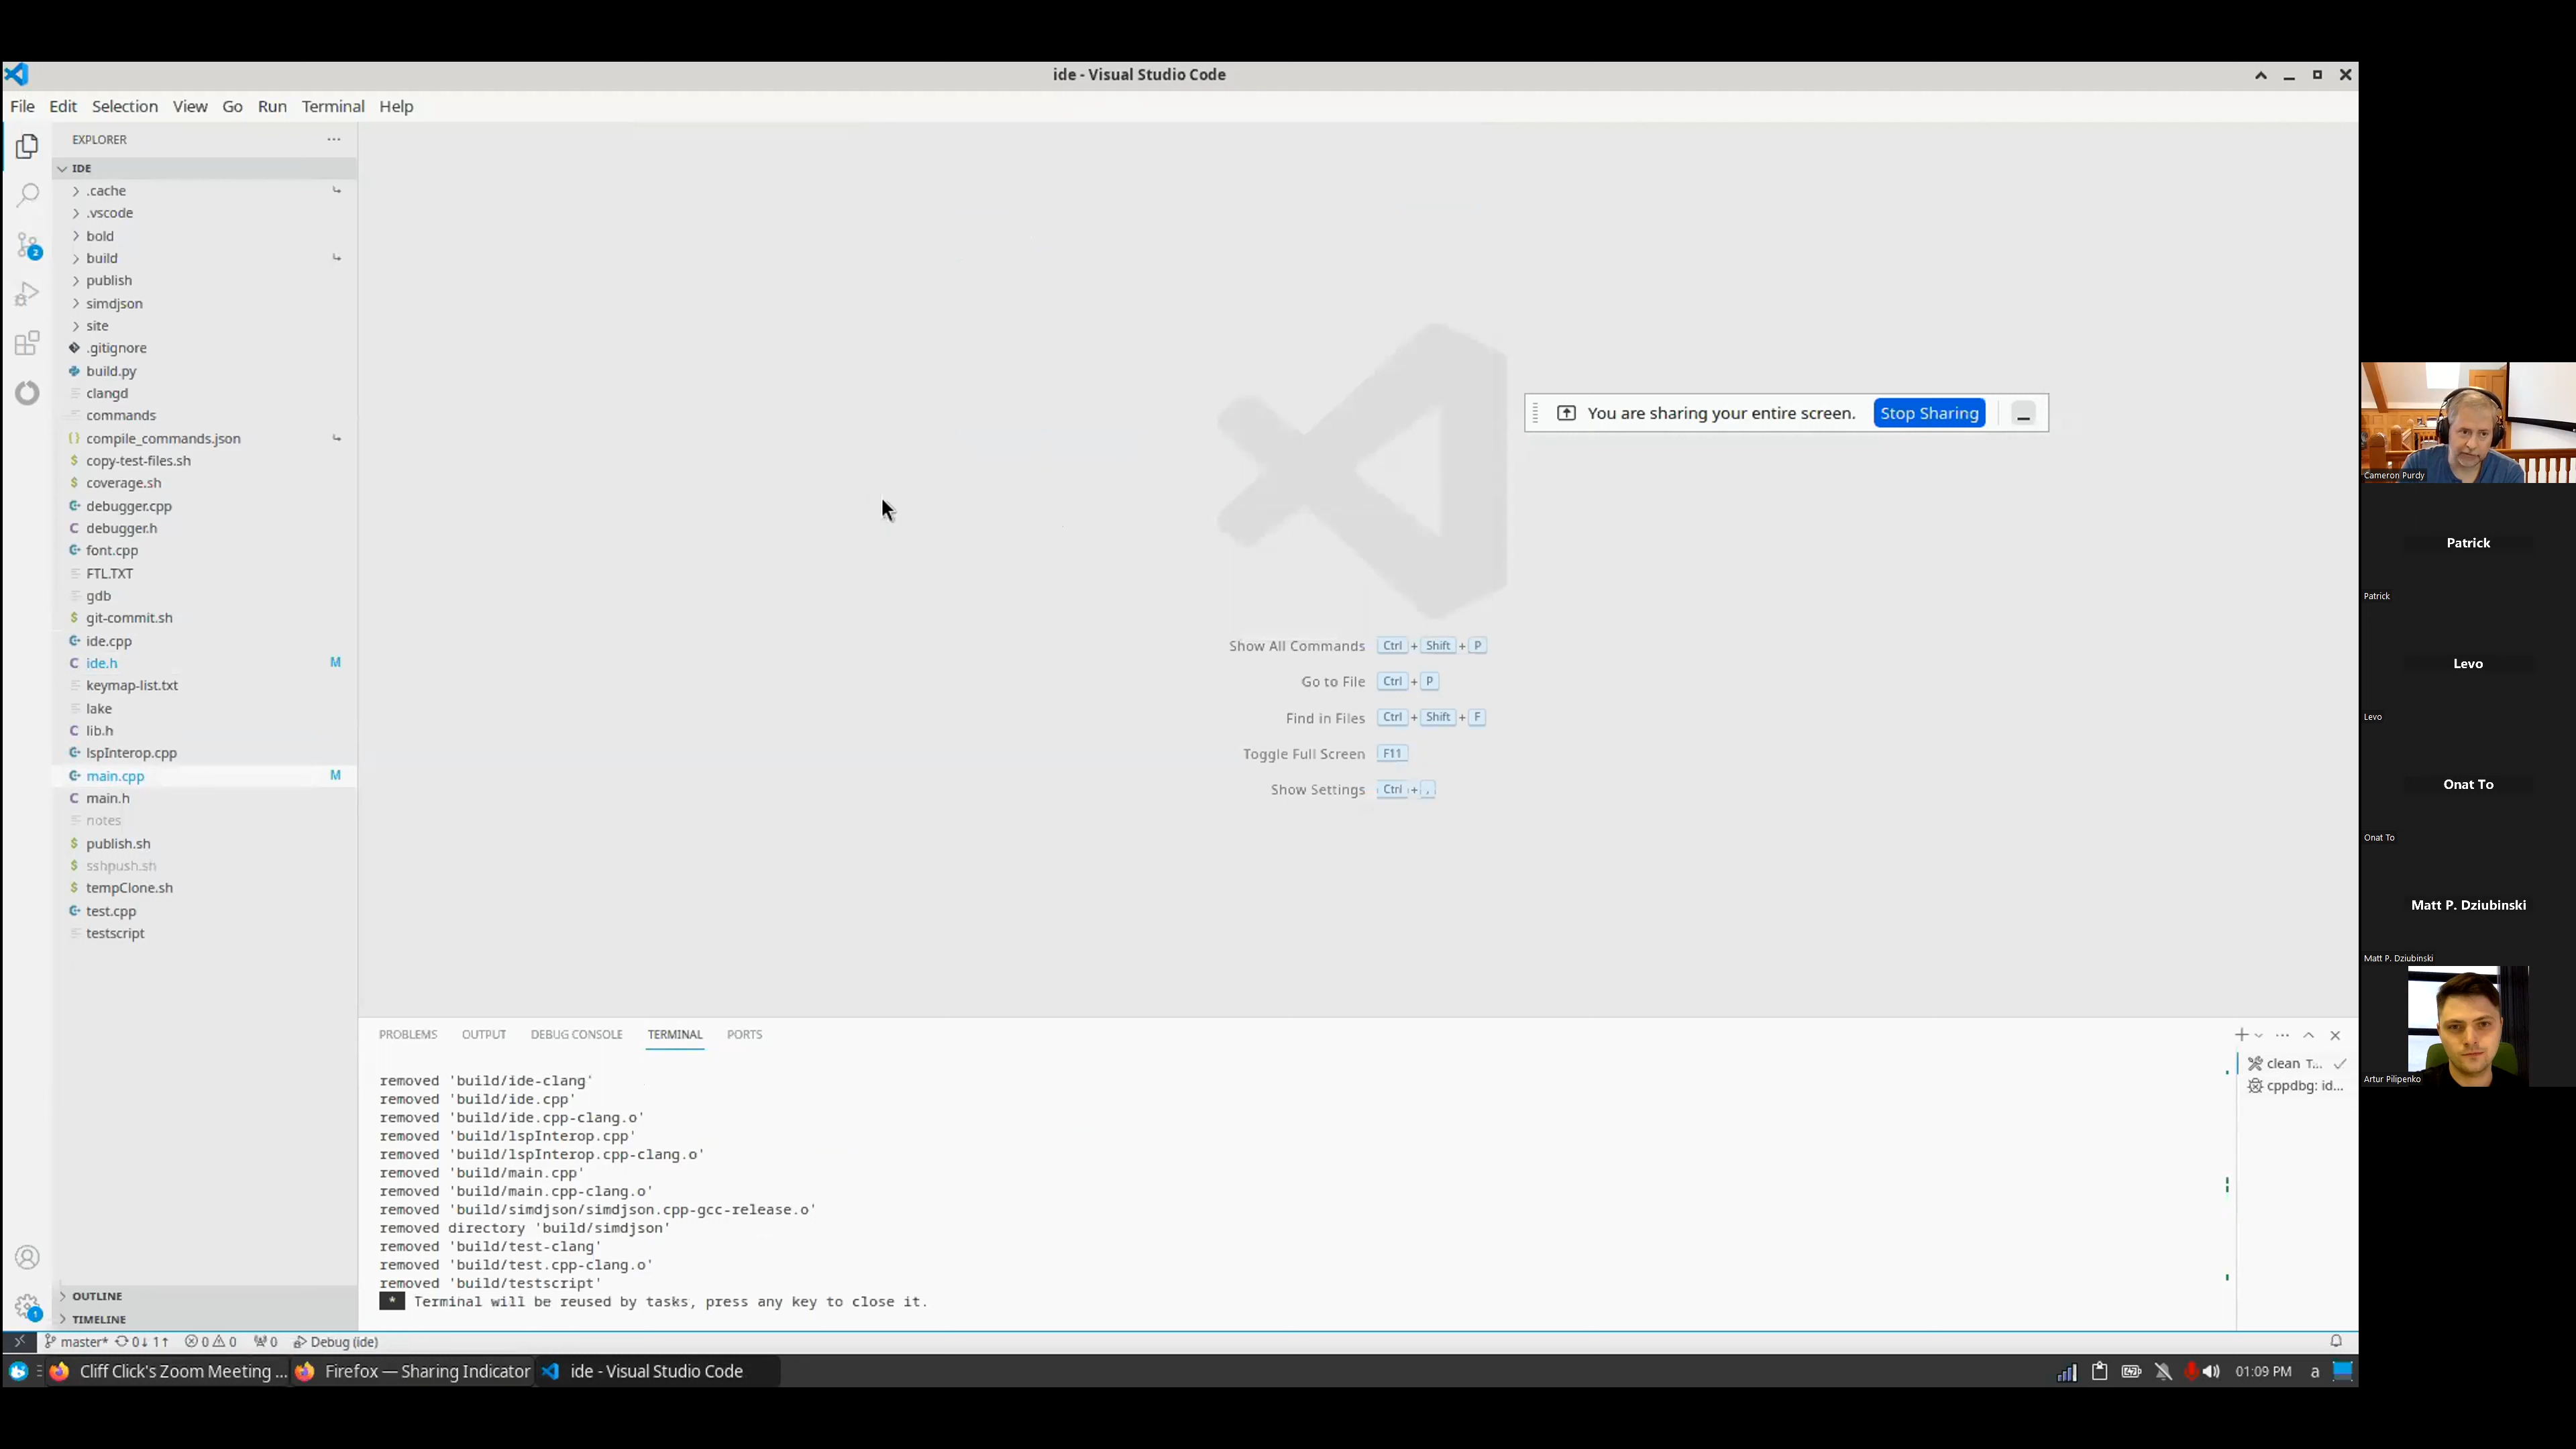 ide - Visual Studio Code
File Edit Selection View Go Run Terminal Help
EXPLORER
IDE
.cache
.vscode
bold
build
publish
simdjson
site
.gitignore
build.py
clangd
commands
compile_commands.json
copy-test-files.sh
coverage.sh
debugger.cpp
debugger.h
font.cpp
FTL.TXT
gdb
git-commit.sh
ide.cpp
ide.h M
keymap-list.txt
lake
lib.h
lspInterop.cpp
main.cpp M
main.h
notes
publish.sh
sshpush.sh
tempClone.sh
test.cpp
testscript
OUTLINE
TIMELINE
2
1
You are sharing your entire screen. Stop Sharing
Show All Commands Ctrl + Shift + P
Go to File Ctrl + P
Find in Files Ctrl + Shift + F
Toggle Full Screen F11
Show Settings Ctrl + ,
PROBLEMS OUTPUT DEBUG CONSOLE TERMINAL PORTS
removed 'build/ide-clang'
removed 'build/ide.cpp'
removed 'build/ide.cpp-clang.o'
removed 'build/lspInterop.cpp'
removed 'build/lspInterop.cpp-clang.o'
removed 'build/main.cpp'
removed 'build/main.cpp-clang.o'
removed 'build/simdjson/simdjson.cpp-gcc-release.o'
removed directory 'build/simdjson'
removed 'build/test-clang'
removed 'build/test.cpp-clang.o'
removed 'build/testscript'
* Terminal will be reused by tasks, press any key to close it.
clean T...
cppdbg: id...
master* 0↓ 1↑ 0 0 0 Debug (ide)
Cliff Click's Zoom Meeting ... Firefox — Sharing Indicator ide - Visual Studio Code 01:09 PM a
Cameron Purdy
Patrick
Patrick
Levo
Levo
Onat To
Onat To
Matt P. Dziubinski
Matt P. Dziubinski
Artur Pilipenko